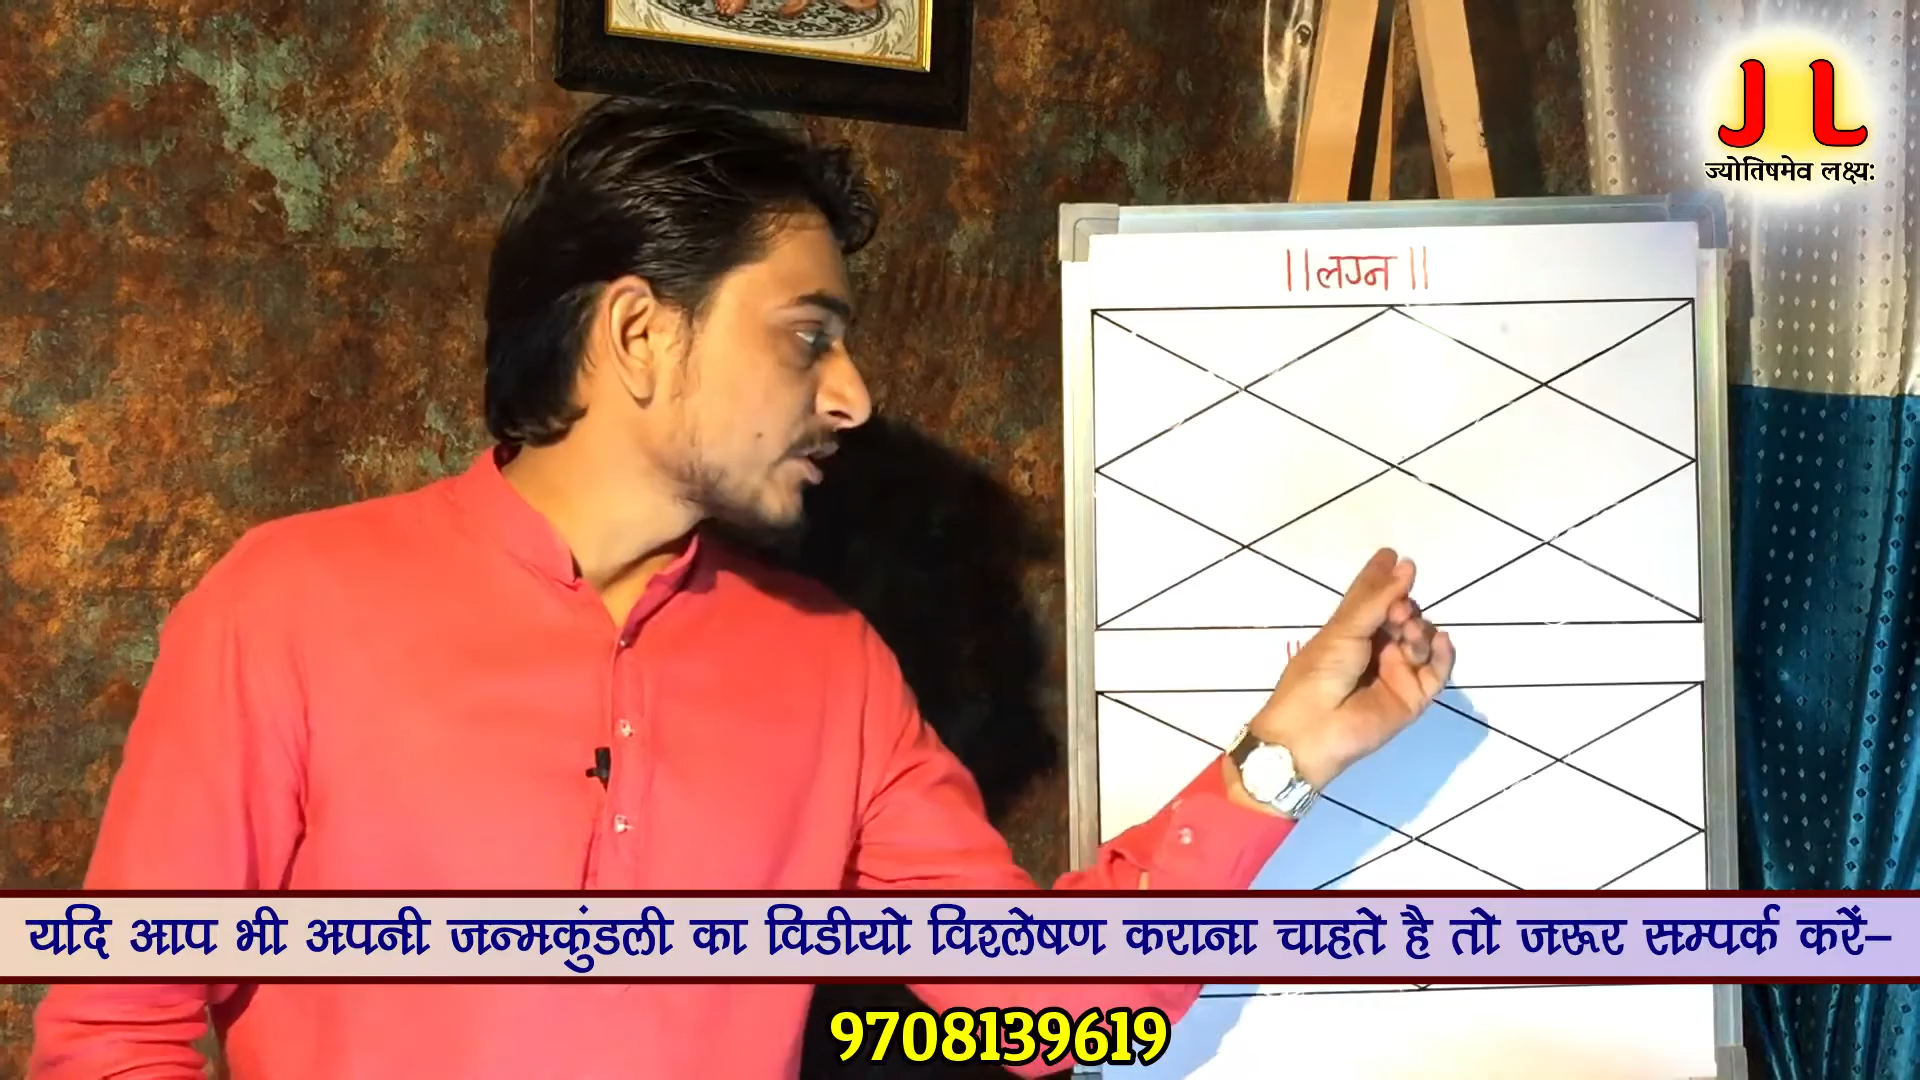 J L
ज्योतिषमेव लक्ष्य:
||लग्न||
यदि आप भी अपनी जन्मकुंडली का विडीयो विश्लेषण कराना चाहते है तो जरूर सम्पर्क करें–
9708139619